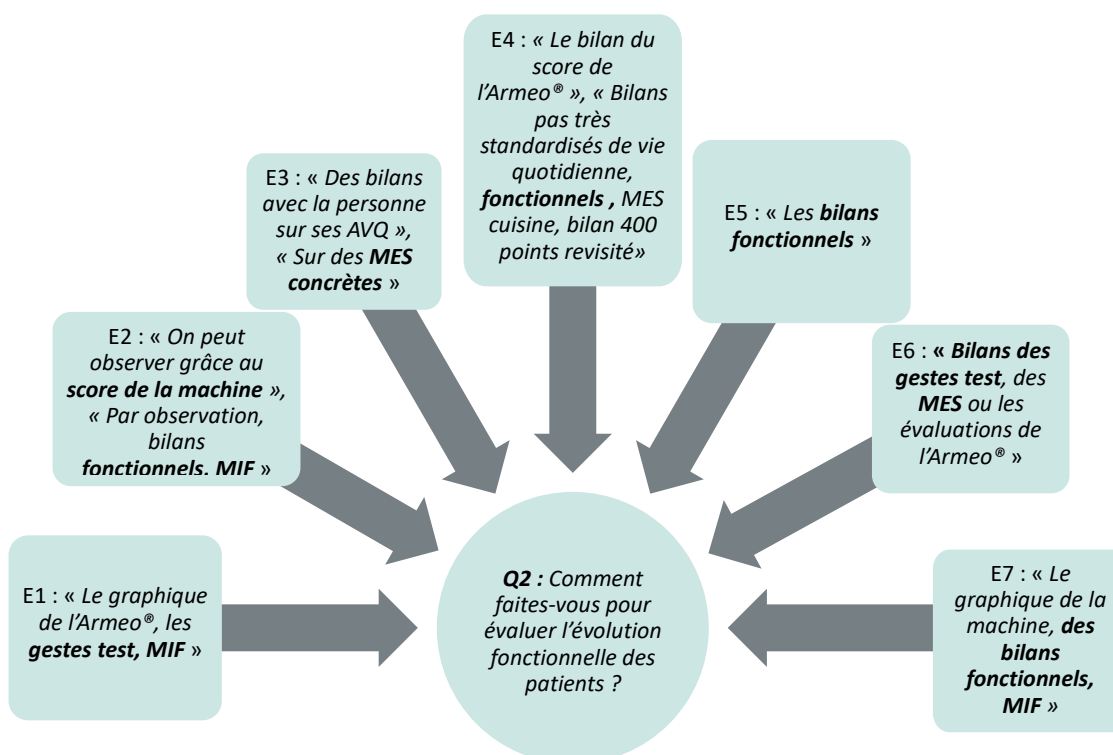 E4 : « Le bilan du
score de
l’Armeo® », « Bilans
pas très
standardisés de vie
quotidienne,
fonctionnels , MES
cuisine, bilan 400
points revisité»
E3 : « Des bilans
avec la personne
sur ses AVQ »,
« Sur des MES
concrètes »
E5 : « Les bilans
fonctionnels »
E2 : « On peut
observer grâce au
score de la machine »,
« Par observation,
bilans
fonctionnels, MIF »
E6 : « Bilans des
gestes test, des
MES ou les
évaluations de
l’Armeo® »
E1 : « Le graphique
de l’Armeo®, les
gestes test, MIF »
Q2 : Comment
faites-vous pour
évaluer l’évolution
fonctionnelle des
patients ?
E7 : « Le
graphique de la
machine, des
bilans
fonctionnels,
MIF »